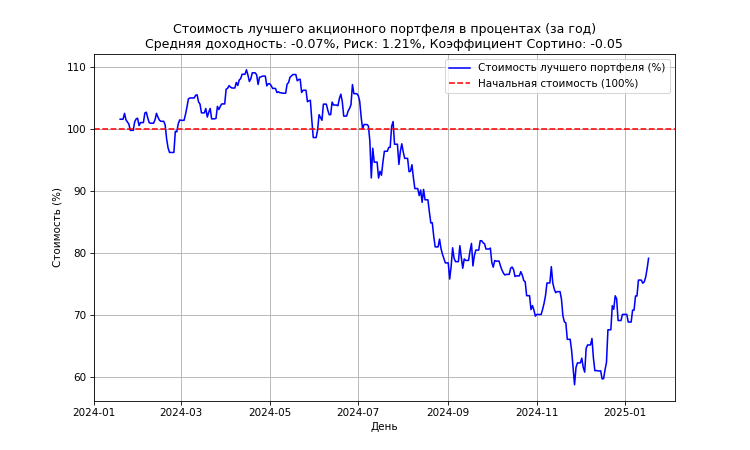 Стоимость лучшего акционного портфеля в процентах (за год)
Средняя доходность: -0.07%, Риск: 1.21%, Коэффициент Сортино: -0.05
Стоимость лучшего портфеля (%)
Начальная стоимость (100%)
Стоимость (%)
110
100
90
80
70
60
2024-01
2024-03
2024-05
2024-07
2024-09
2024-11
2025-01
День